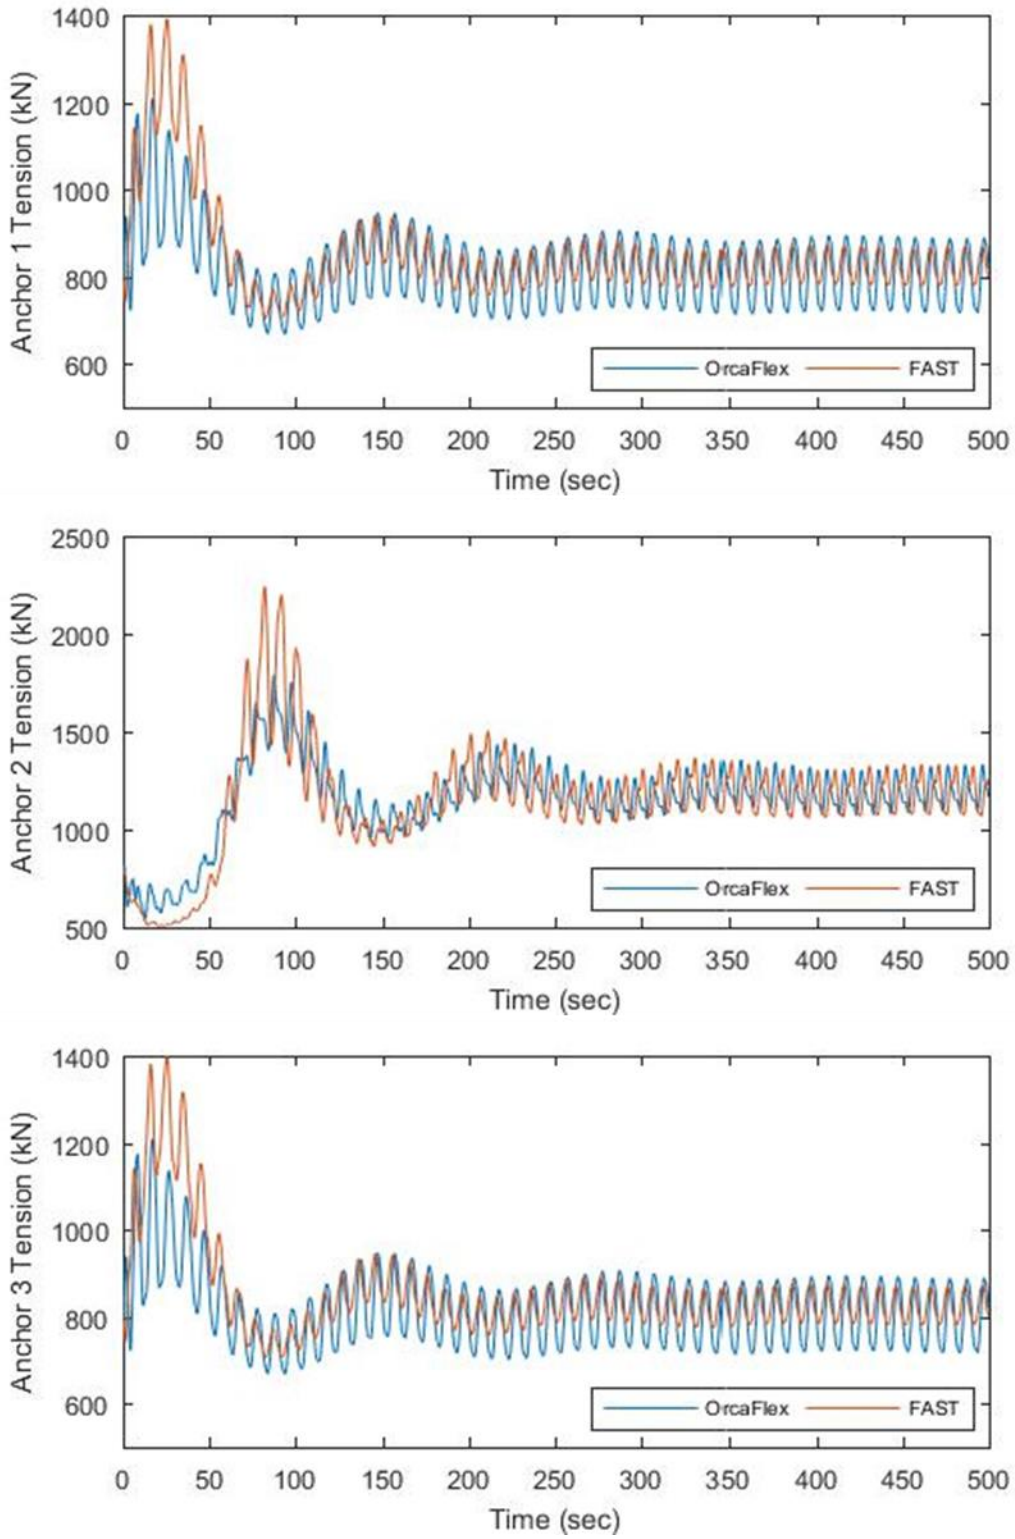 1400
1200
1000
800
600
Anchor 1 Tension (kN)
0 50 100 150 200 250 300 350 400 450 500
Time (sec)
OrcaFlex FAST
2500
2000
1500
1000
500
Anchor 2 Tension (kN)
0 50 100 150 200 250 300 350 400 450 500
Time (sec)
OrcaFlex FAST
1400
1200
1000
800
600
Anchor 3 Tension (kN)
0 50 100 150 200 250 300 350 400 450 500
Time (sec)
OrcaFlex FAST